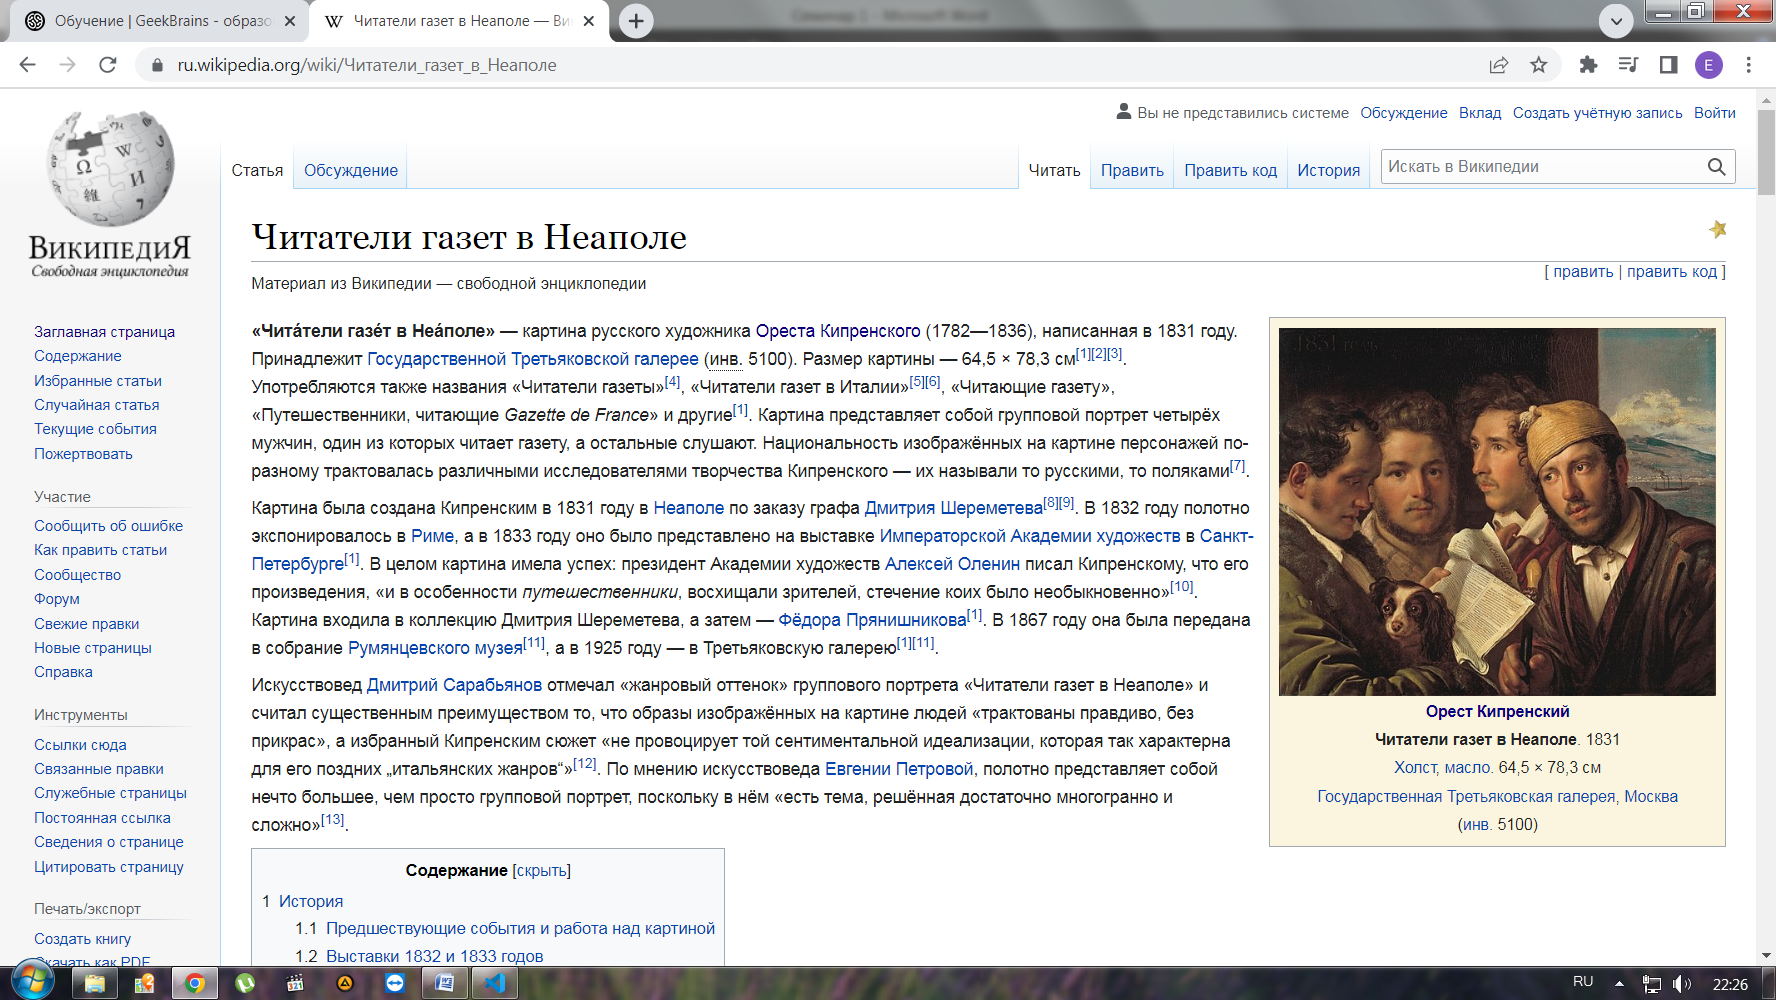 Семинар 1 - Microsoft Word
Обучение | GeekBrains - образо
Читатели газет в Неаполе — Ви
ru.wikipedia.org/wiki/Читатели_газет_в_Неаполе
E
Вы не представились системе Обсуждение Вклад Создать учётную запись Войти
Статья Обсуждение Читать Править Править код История Искать в Википедии
ВИКИПЕДИЯ
Свободная энциклопедия
Читатели газет в Неаполе
[ править | править код ]
Материал из Википедии — свободной энциклопедии
Заглавная страница
Содержание
Избранные статьи
Случайная статья
Текущие события
Пожертвовать
Участие
Сообщить об ошибке
Как править статьи
Сообщество
Форум
Свежие правки
Новые страницы
Справка
Инструменты
Ссылки сюда
Связанные правки
Служебные страницы
Постоянная ссылка
Сведения о странице
Цитировать страницу
Печать/экспорт
Создать книгу
Скачать как PDF
«Чита́тели газе́т в Неа́поле» — картина русского художника Ореста Кипренского (1782—1836), написанная в 1831 году.
Принадлежит Государственной Третьяковской галерее (инв. 5100). Размер картины — 64,5 × 78,3 см[1][2][3].
Употребляются также названия «Читатели газеты»[4], «Читатели газет в Италии»[5][6], «Читающие газету»,
«Путешественники, читающие Gazette de France» и другие[1]. Картина представляет собой групповой портрет четырёх
мужчин, один из которых читает газету, а остальные слушают. Национальность изображённых на картине персонажей по-
разному трактовалась различными исследователями творчества Кипренского — их называли то русскими, то поляками[7].
Картина была создана Кипренским в 1831 году в Неаполе по заказу графа Дмитрия Шереметева[8][9]. В 1832 году полотно
экспонировалось в Риме, а в 1833 году оно было представлено на выставке Императорской Академии художеств в Санкт-
Петербурге[1]. В целом картина имела успех: президент Академии художеств Алексей Оленин писал Кипренскому, что его
произведения, «и в особенности путешественники, восхищали зрителей, стечение коих было необыкновенно»[10].
Картина входила в коллекцию Дмитрия Шереметева, а затем — Фёдора Прянишникова[1]. В 1867 году она была передана
в собрание Румянцевского музея[11], а в 1925 году — в Третьяковскую галерею[1][11].
Искусствовед Дмитрий Сарабьянов отмечал «жанровый оттенок» группового портрета «Читатели газет в Неаполе» и
считал существенным преимуществом то, что образы изображённых на картине людей «трактованы правдиво, без
прикрас», а избранный Кипренским сюжет «не провоцирует той сентиментальной идеализации, которая так характерна
для его поздних „итальянских жанров“»[12]. По мнению искусствоведа Евгении Петровой, полотно представляет собой
нечто большее, чем просто групповой портрет, поскольку в нём «есть тема, решённая достаточно многогранно и
сложно»[13].
Орест Кипренский
Читатели газет в Неаполе. 1831
Холст, масло. 64,5 × 78,3 см
Государственная Третьяковская галерея, Москва
(инв. 5100)
Содержание [скрыть]
1 История
1.1 Предшествующие события и работа над картиной
1.2 Выставки 1832 и 1833 годов
RU 22:26